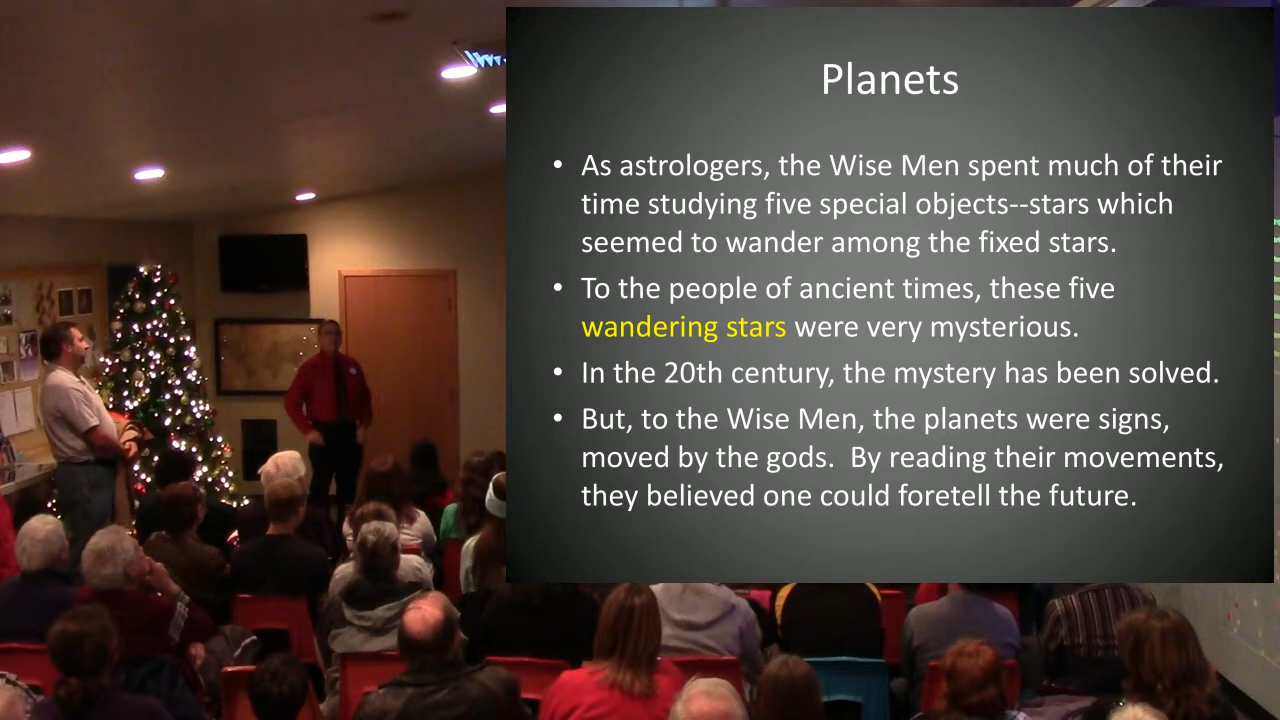 Planets
• As astrologers, the Wise Men spent much of their
time studying five special objects--stars which
seemed to wander among the fixed stars.
• To the people of ancient times, these five
wandering stars were very mysterious.
• In the 20th century, the mystery has been solved.
• But, to the Wise Men, the planets were signs,
moved by the gods.  By reading their movements,
they believed one could foretell the future.